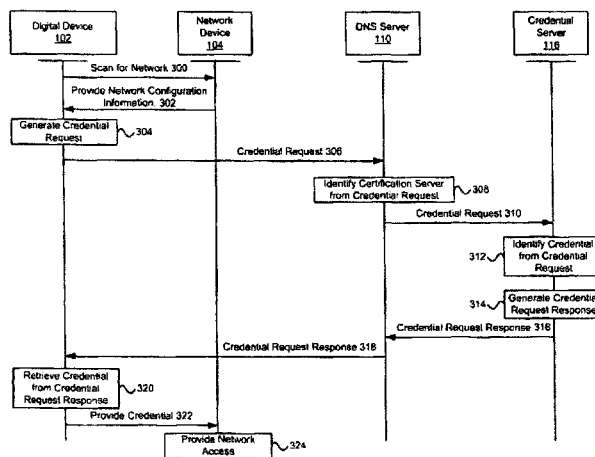 Digital Device
102
Network
Device
104
DNS Server
110
Credential
Server
116
Scan for Network 300
Provide Network Configuration
Information 302
Generate Credential
Request
304
Credential Request 306
Identify Certification Server
from Credential Request
308
Credential Request 310
312
Identify Credential
from Credential
Request
314
Generate Credential
Request Response
Credential Request Response 316
Credential Request Response 318
Retrieve Credential
from Credential
Request Response
320
Provide Credential 322
Provide Network
Access
324